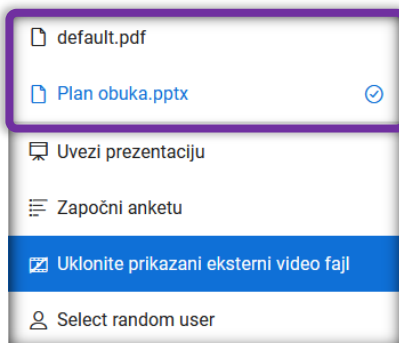 default.pdf
Plan obuka.pptx
Uvezi prezentaciju
Započni anketu
Uklonite prikazani eksterni video fajl
Select random user